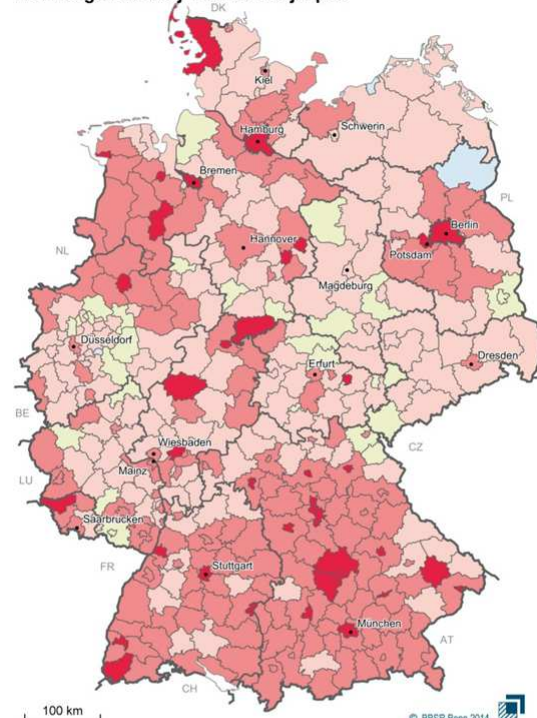 DK
Kiel
Hamburg
Schwerin
Bremen
PL
Berlin
NL
Hannover
Potsdam
Magdeburg
Düsseldorf
Erfurt
Dresden
BE
Wiesbaden
CZ
Mainz
LU
Saarbrücken
FR
Stuttgart
München
AT
CH
100 km
© BBSR Bonn 2014